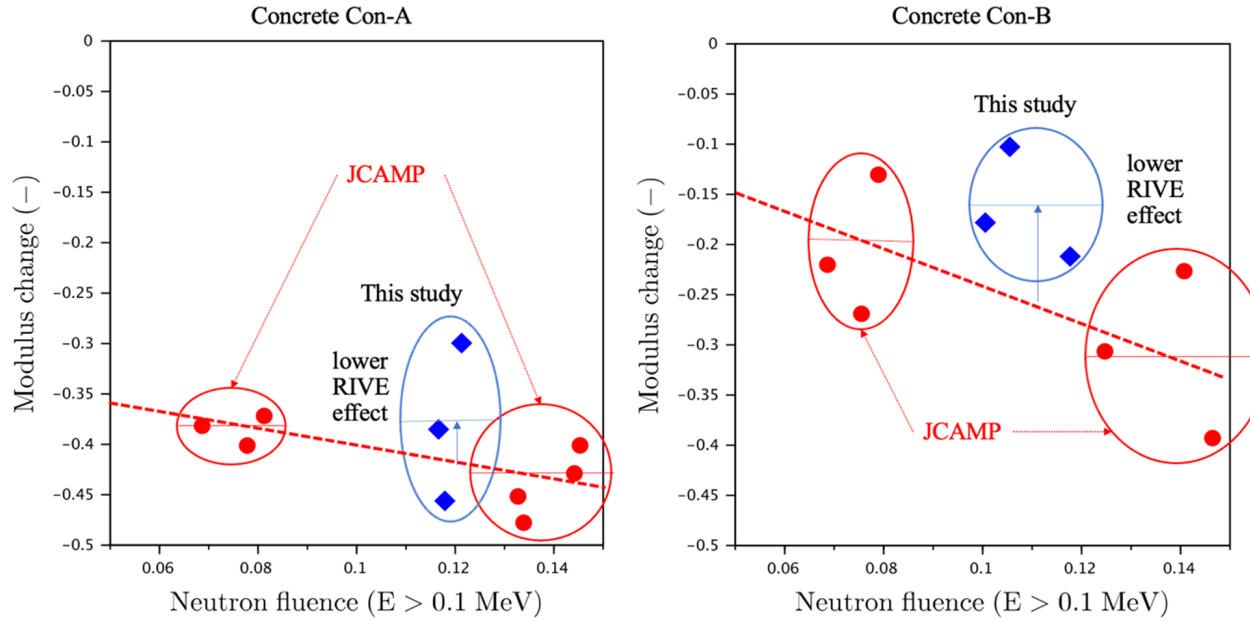 Concrete Con-A
0
−0.05
−0.1
−0.15
−0.2
−0.25
−0.3
−0.35
−0.4
−0.45
−0.5
Modulus change (−)
JCAMP
This study
lower
RIVE
effect
0.06
0.08
0.1
0.12
0.14
Neutron fluence (E > 0.1 MeV)
Concrete Con-B
0
−0.05
−0.1
−0.15
−0.2
−0.25
−0.3
−0.35
−0.4
−0.45
−0.5
Modulus change (−)
This study
lower
RIVE
effect
JCAMP
0.06
0.08
0.1
0.12
0.14
Neutron fluence (E > 0.1 MeV)